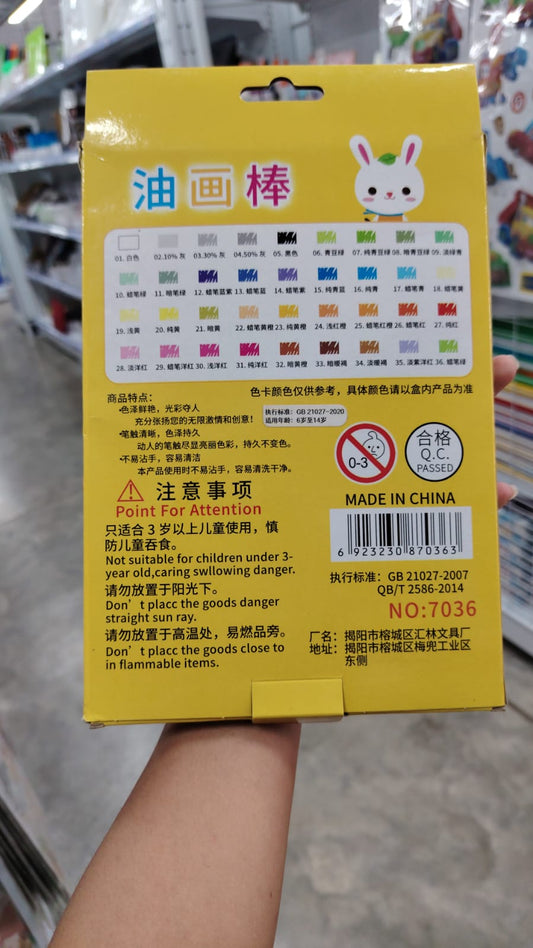 油画棒
01. 白色 02.10% 灰 03.30% 灰 04.50% 灰 05. 黑色 06. 青豆绿 07. 纯青豆绿 08. 暗青豆绿 09. 淡绿青
10. 蜡笔绿 11. 暗笔绿 12. 蜡笔蓝紫 13. 蜡笔蓝 14. 蜡笔紫 15. 纯青蓝 16. 纯青 17. 蜡笔青 18. 蜡笔黄
19. 浅黄 20. 纯黄 21. 暗黄 22. 蜡笔黄橙 23. 纯黄橙 24. 浅红橙 25. 蜡笔红橙 26. 蜡笔红 27. 纯红
28. 淡洋红 29. 蜡笔洋红 30. 浅洋红 31. 纯洋红 32. 暗黄橙 33. 暗暖褐 34. 淡暖褐 35. 淡紫洋红 36. 蜡笔绿
商品特点: 色卡颜色仅供参考，具体颜色请以盒内产品为准
•色泽鲜艳，光彩夺人
充分张扬您的无限激情和创意!
•笔触清晰，色泽持久
动人的笔触尽显亮丽色彩，持久不变色。
•不易沾手，容易清洁
本产品使用时不易沾手，容易清洗干净。
执行标准: GB 21027-2020
适用年龄: 6岁至14岁
0-3
合格
Q.C.
PASSED
注意事项
Point For Attention
只适合 3 岁以上儿童使用，慎
防儿童吞食。
Not suitable for children under 3-
year old,caring swllowing danger.
请勿放置于阳光下。
Don't placc the goods danger
straight sun ray.
请勿放置于高温处，易燃品旁。
Don't placc the goods close to
in flammable items.
MADE IN CHINA
6 923230 870363
执行标准: GB 21027-2007
QB/T 2586-2014
NO:7036
厂名: 揭阳市榕城区汇林文具厂
地址: 揭阳市榕城区梅兜工业区
东侧